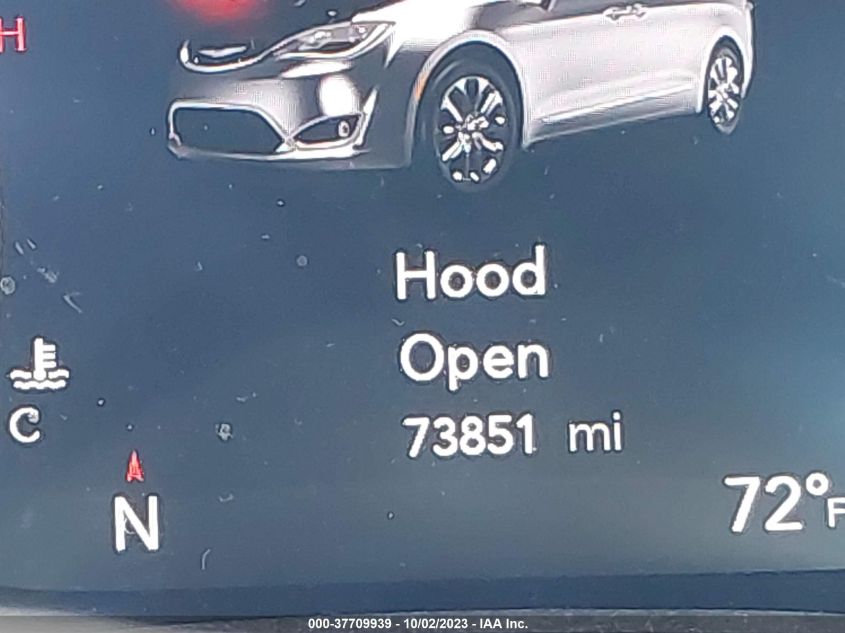 H
Hood
Open
C
73851 mi
N
72°F
000-37709939 - 10/02/2023 - IAA Inc.